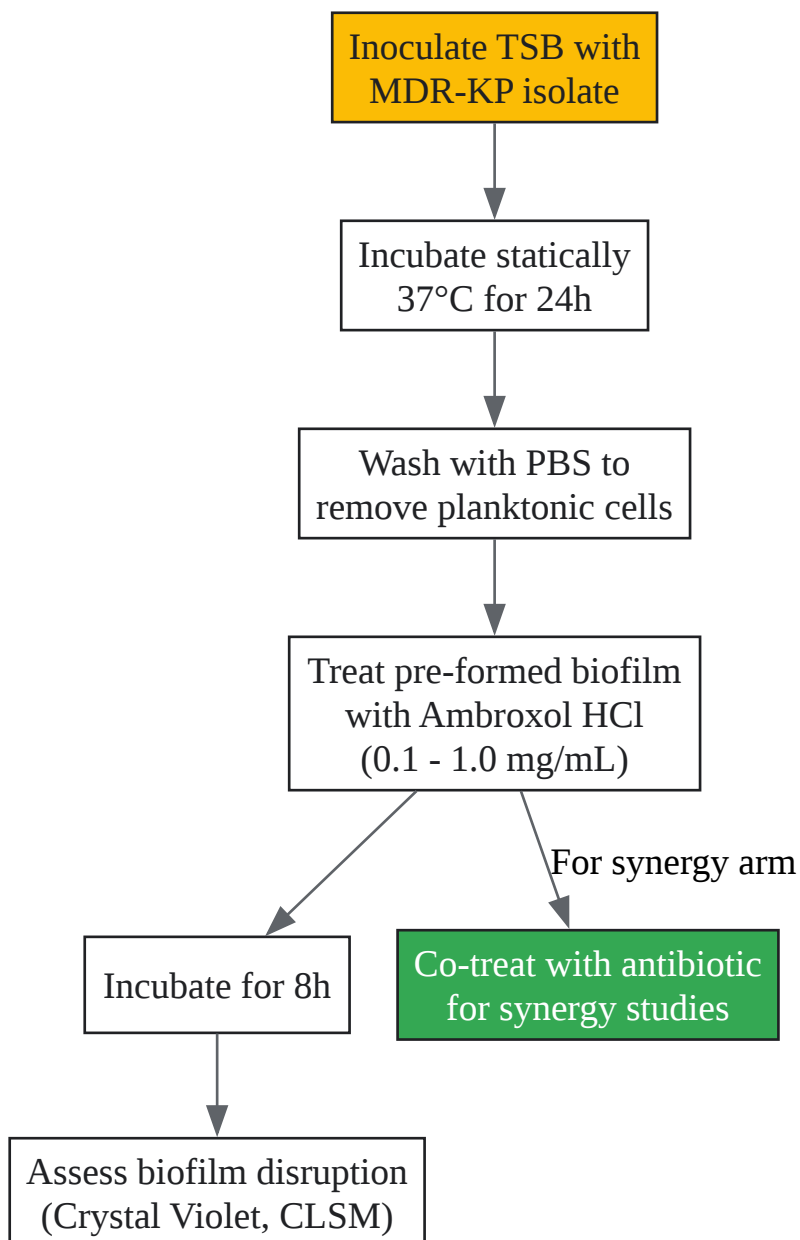 Inoculate TSB with
MDR-KP isolate
Incubate statically
37°C for 24h
Wash with PBS to
remove planktonic cells
Treat pre-formed biofilm
with Ambroxol HCl
(0.1 - 1.0 mg/mL)
For synergy arm
Incubate for 8h
Co-treat with antibiotic
for synergy studies
Assess biofilm disruption
(Crystal Violet, CLSM)